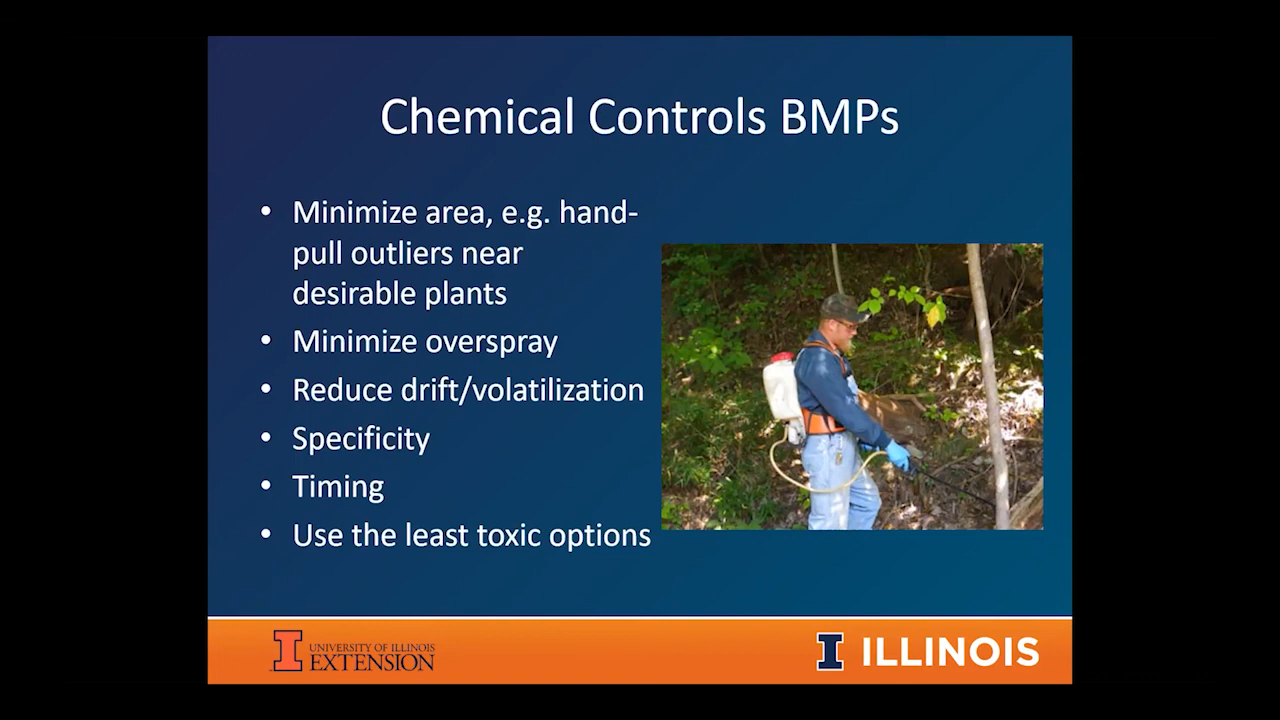 Chemical Controls BMPs
• Minimize area, e.g. hand-
pull outliers near
desirable plants
• Minimize overspray
• Reduce drift/volatilization
• Specificity
• Timing
• Use the least toxic options
I UNIVERSITY OF ILLINOIS
EXTENSION
I ILLINOIS